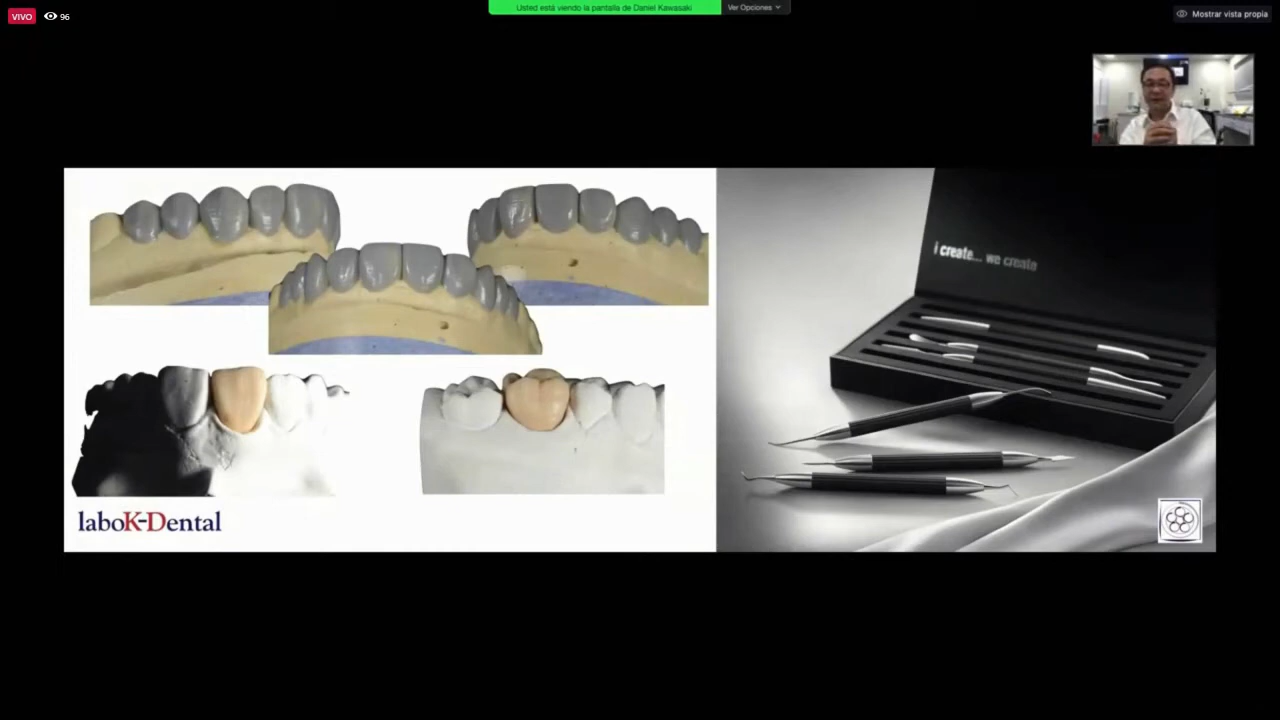 VIVO 96
Usted está viendo la pantalla de Daniel Kawasaki
Ver Opciones
Mostrar vista propia
i create... we create
laboK-Dental